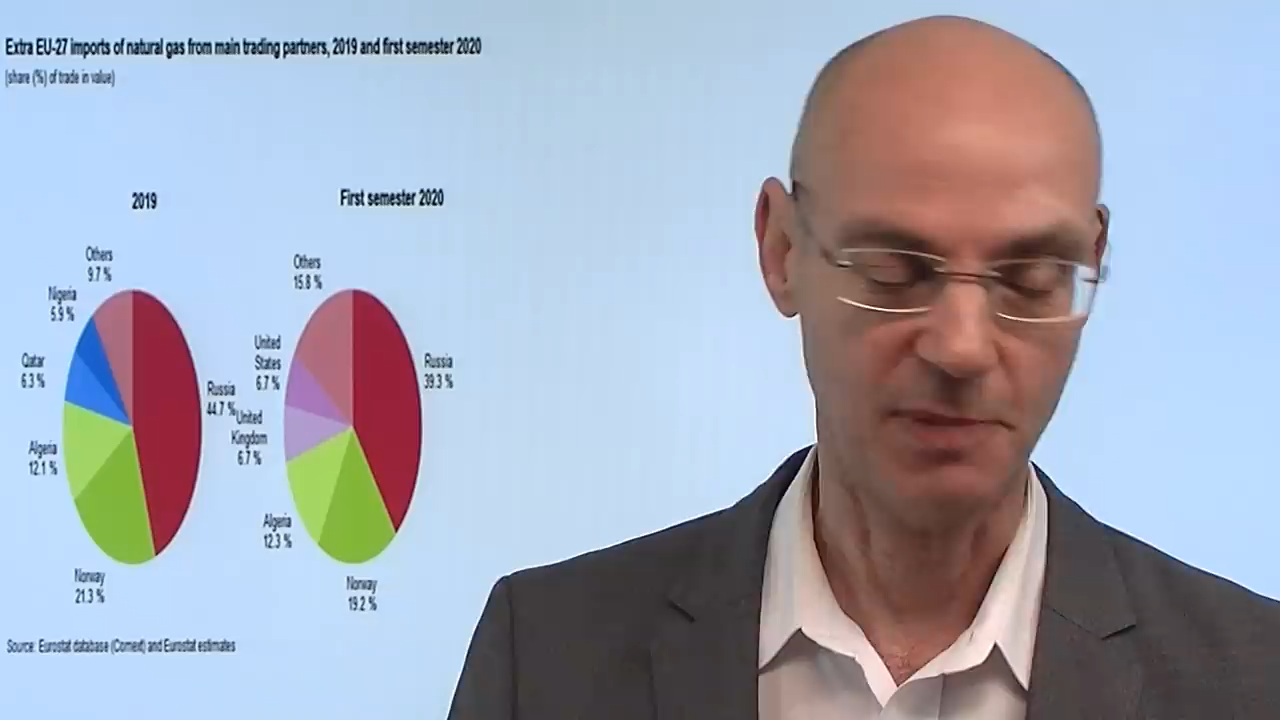 Extra EU-27 imports of natural gas from main trading partners, 2019 and first semester 2020
(share (%) of trade in value)
2019
Others
9.7 %
Nigeria
5.9 %
Qatar
6.3 %
Algeria
12.1 %
Norway
21.3 %
Russia
44.7 %
First semester 2020
Others
15.8 %
United
States
6.7 %
United
Kingdom
6.7 %
Algeria
12.3 %
Norway
19.2 %
Russia
39.3 %
Source: Eurostat database (Comext) and Eurostat estimates